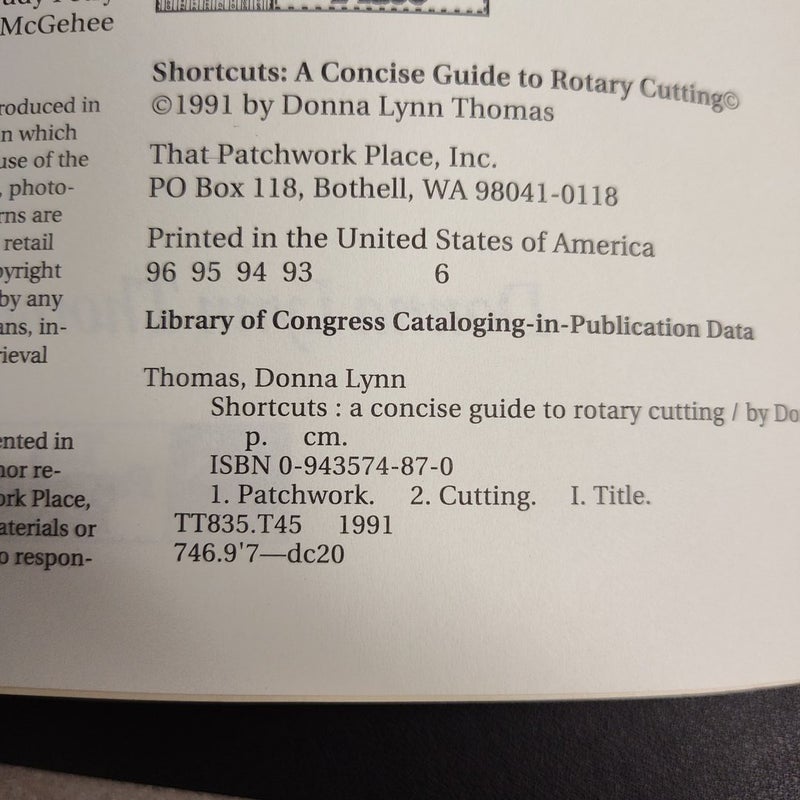 McGehee
roduced in
n which
use of the
, photo-
rns are
retail
pyright
by any
ans, in-
rieval
ented in
nor re-
ork Place,
aterials or
o respon-
Shortcuts: A Concise Guide to Rotary Cutting©
©1991 by Donna Lynn Thomas
That Patchwork Place, Inc.
PO Box 118, Bothell, WA 98041-0118
Printed in the United States of America
96 95 94 93 6
Library of Congress Cataloging-in-Publication Data
Thomas, Donna Lynn
Shortcuts : a concise guide to rotary cutting / by Do
p. cm.
ISBN 0-943574-87-0
1. Patchwork. 2. Cutting. I. Title.
TT835.T45 1991
746.9'7—dc20